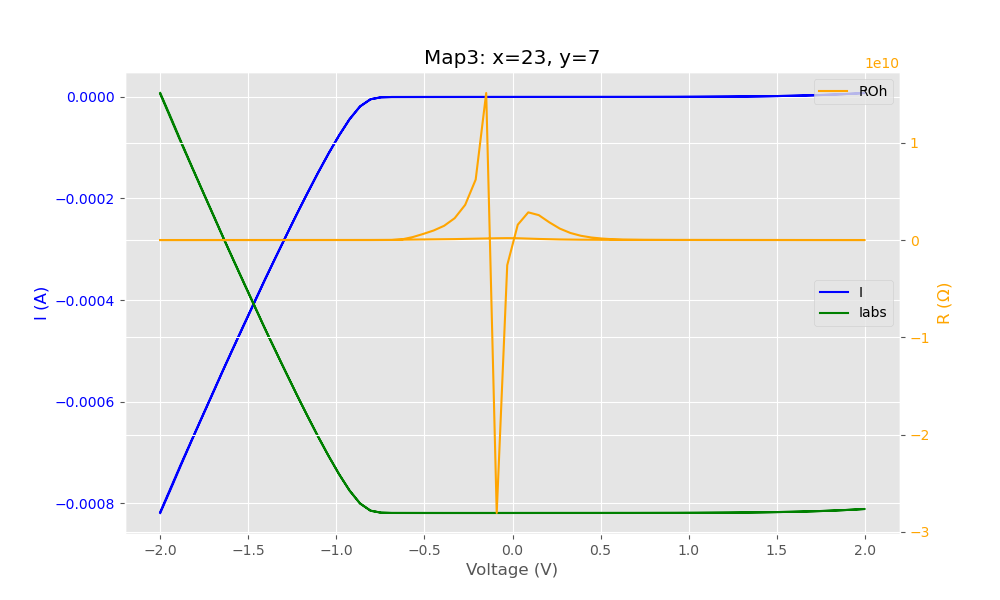 Map3: x=23, y=7
1e10
0.0000
−0.0002
−0.0004
−0.0006
−0.0008
I (A)
ROh
I
Iabs
1
0
−1
−2
−3
R (Ω)
−2.0 −1.5 −1.0 −0.5 0.0 0.5 1.0 1.5 2.0
Voltage (V)